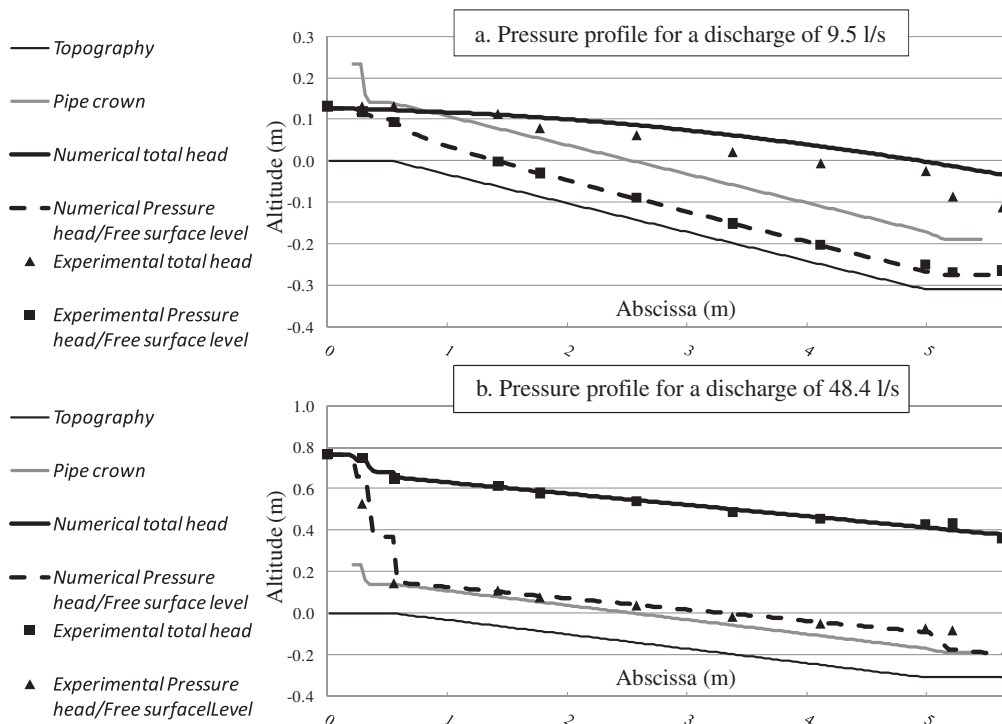 a. Pressure profile for a discharge of 9.5 l/s
Topography
Pipe crown
Numerical total head
Numerical Pressure
head/Free surface level
Experimental total head
Experimental Pressure
head/Free surface level
Altitude (m)
0.3
0.2
0.1
0.0
-0.1
-0.2
-0.3
-0.4
Abscissa (m)
0 1 2 3 4 5
b. Pressure profile for a discharge of 48.4 l/s
Topography
Pipe crown
Numerical total head
Numerical Pressure
head/Free surface level
Experimental total head
Experimental Pressure
head/Free surfacelLevel
Altitude (m)
1.0
0.8
0.6
0.4
0.2
0.0
-0.2
-0.4
Abscissa (m)
0 1 2 3 4 5